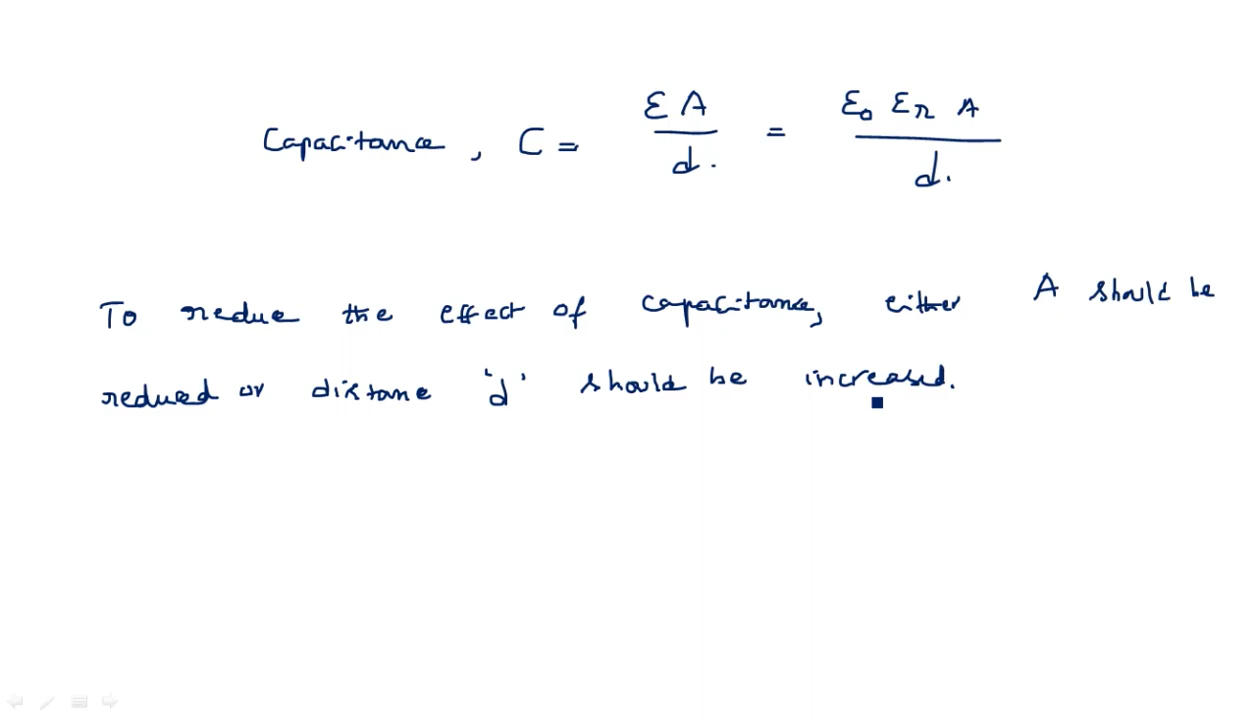 Capacitance, C = εA / d. = ε₀ εr A / d.
To reduce the effect of capacitance, either A should be
reduced or distance 'd' should be increased.